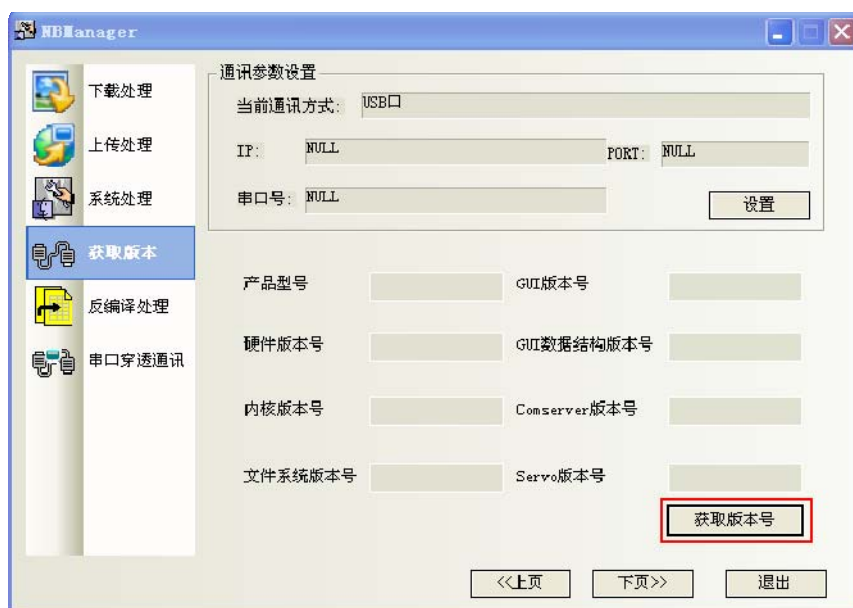 NBManager
下载处理
上传处理
系统处理
获取版本
反编译处理
串口穿透通讯
通讯参数设置
当前通讯方式: USB口
IP: NULL PORT: NULL
串口号: NULL 设置
产品型号 GUI版本号
硬件版本号 GUI数据结构版本号
内核版本号 Comserver版本号
文件系统版本号 Servo版本号
获取版本号
<<上页 下页>> 退出